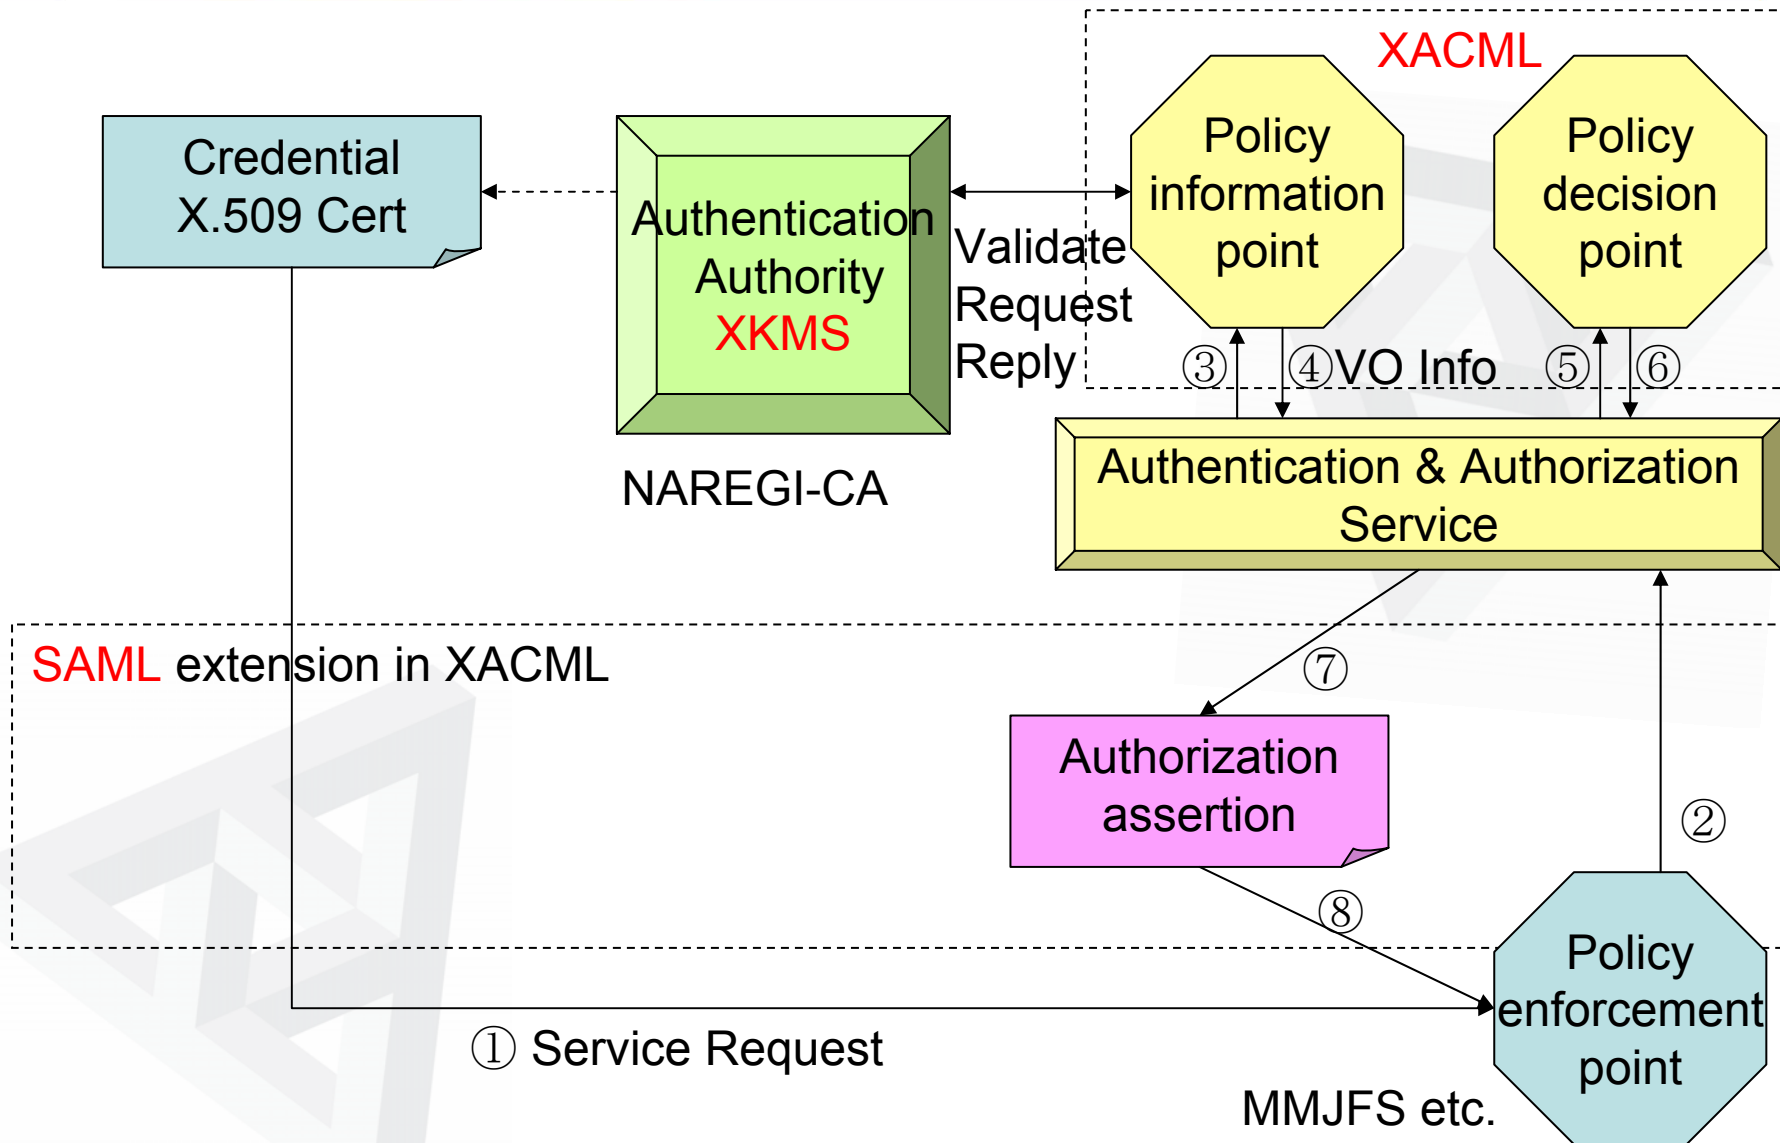 XACML
Credential
X.509 Cert
Authentication
Authority
XKMS
NAREGI-CA
Validate
Request
Reply
Policy
information
point
Policy
decision
point
③
④VO Info
⑤
⑥
Authentication & Authorization
Service
SAML extension in XACML
⑦
Authorization
assertion
②
⑧
① Service Request
Policy
enforcement
point
MMJFS etc.